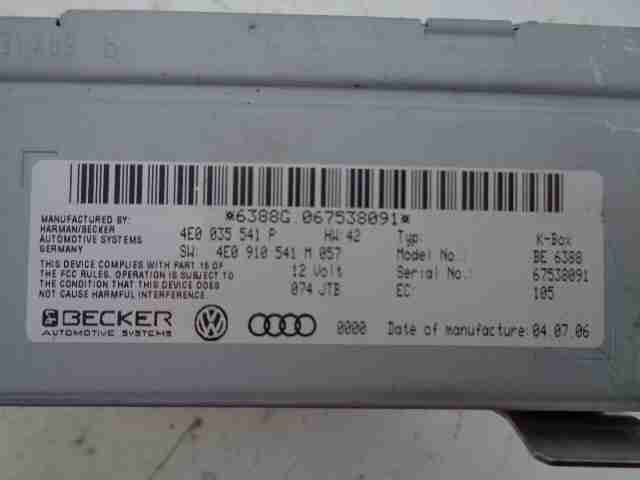 *6388G.067538091*
MANUFACTURED BY:
HARMAN/BECKER
AUTOMOTIVE SYSTEMS
GERMANY
4E0 035 541 P HW: 42
SW: 4E0 910 541 M 057
12 Volt
074 JTB
Typ: K-Box
Model No.: BE 6388
Serial No.: 67538091
EC: 105
THIS DEVICE COMPLIES WITH PART 15 OF
THE FCC RULES. OPERATION IS SUBJECT TO
THE CONDITION THAT THIS DEVICE DOES
NOT CAUSE HARMFUL INTERFERENCE.
BECKER
AUTOMOTIVE SYSTEMS
VW
0000
Date of manufacture: 04.07.06